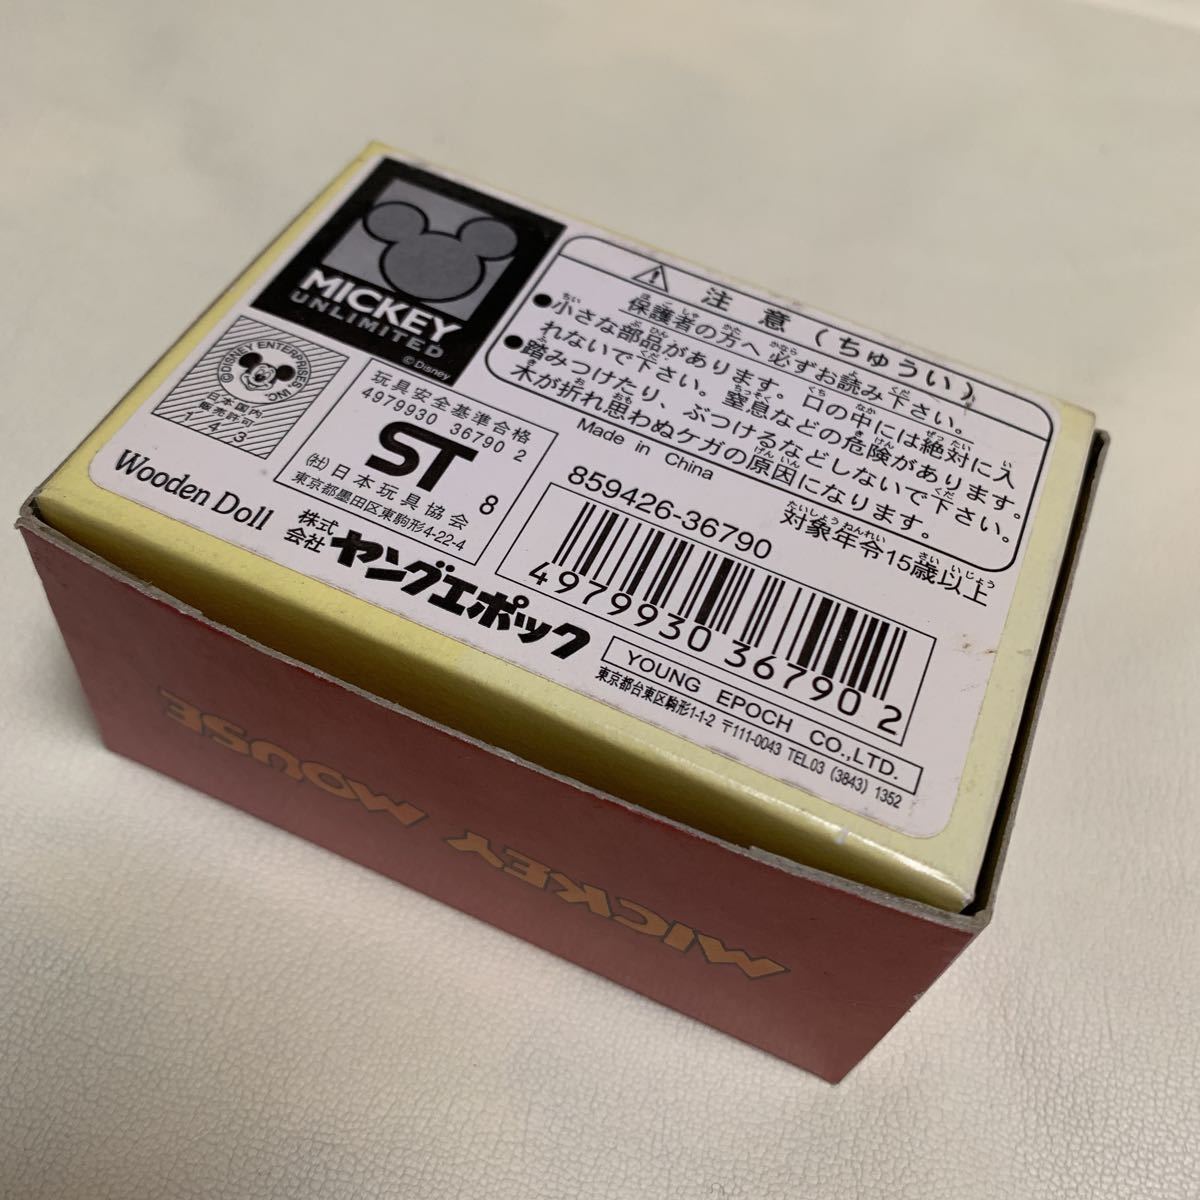 MICKEY
UNLIMITED
©Disney
©DISNEY ENTERPRISES, INC
日本国内
販売許可
1 4 3
Wooden Doll
玩具安全基準合格
4979930 36790 2
ST 8
(社)日本玩具協会
東京都墨田区東駒形4-22-4
⚠ 注意(ちゅうい)
保護者の方へ 必ずお読み下さい。
●小さな部品があります。口の中には絶対に入
れないで下さい。窒息などの危険があります。
●踏みつけたり、ぶつけるなどしないで下さい。
木が折れ思わぬケガの原因になります。
Made in China
対象年令15歳以上
859426-36790
4979930 367902
株式会社 ヤングエポック
YOUNG EPOCH CO.,LTD.
東京都台東区駒形1-1-2 〒111-0043 TEL03 (3843) 1352
MICKEY MOUSE